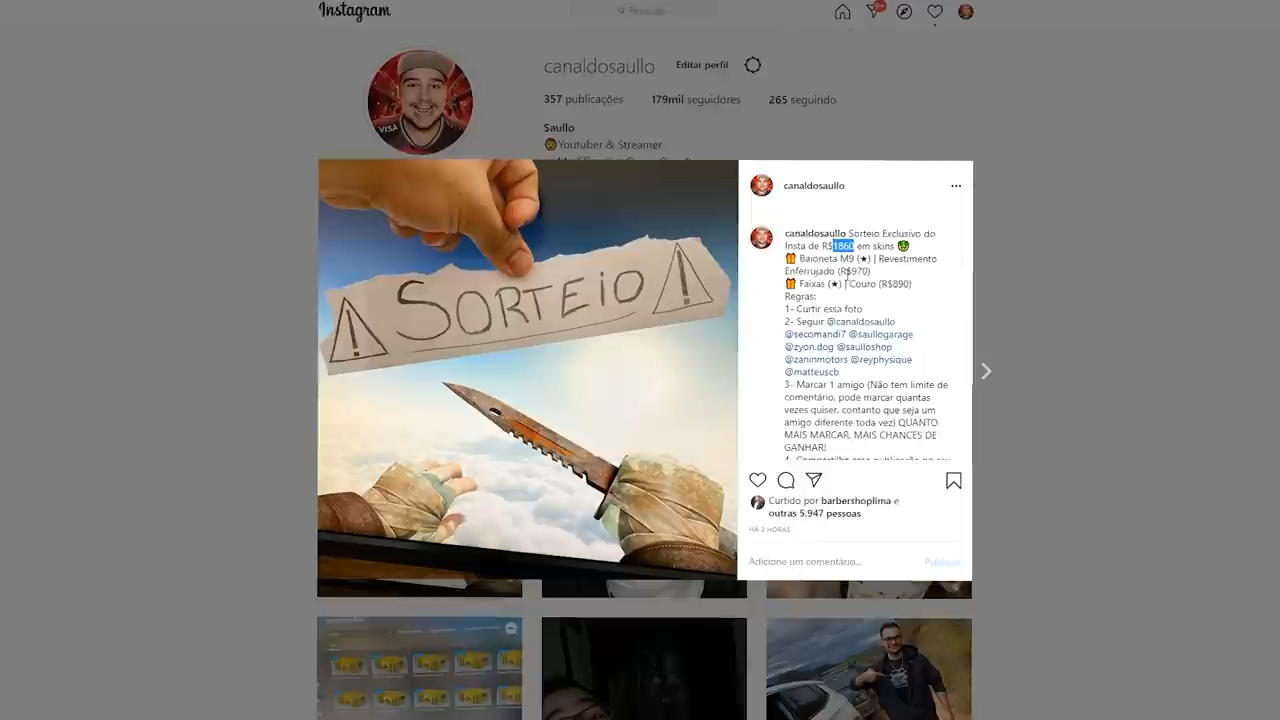 Instagram
9+
canaldosaullo Editar perfil
357 publicações 179mil seguidores 265 seguindo
Saullo
Youtuber & Streamer
VISA
SORTEIO
canaldosaullo
canaldosaullo Sorteio Exclusivo do
Insta de R$1860 em skins
Baioneta M9 (★) | Revestimento
Enferrujado (R$970)
Faixas (★) | Couro (R$890)
Regras:
1- Curtir essa foto
2- Seguir @canaldosaullo
@secomandi7 @saullogarage
@zyon.dog @saulloshop
@zaninmotors @reyphysique
@matteuscb
3- Marcar 1 amigo (Não tem limite de
comentário, pode marcar quantas
vezes quiser, contanto que seja um
amigo diferente toda vez) QUANTO
MAIS MARCAR, MAIS CHANCES DE
GANHAR!
Curtido por barbershoplima e
outras 5.947 pessoas
HÁ 3 HORAS
Adicione um comentário... Publicar